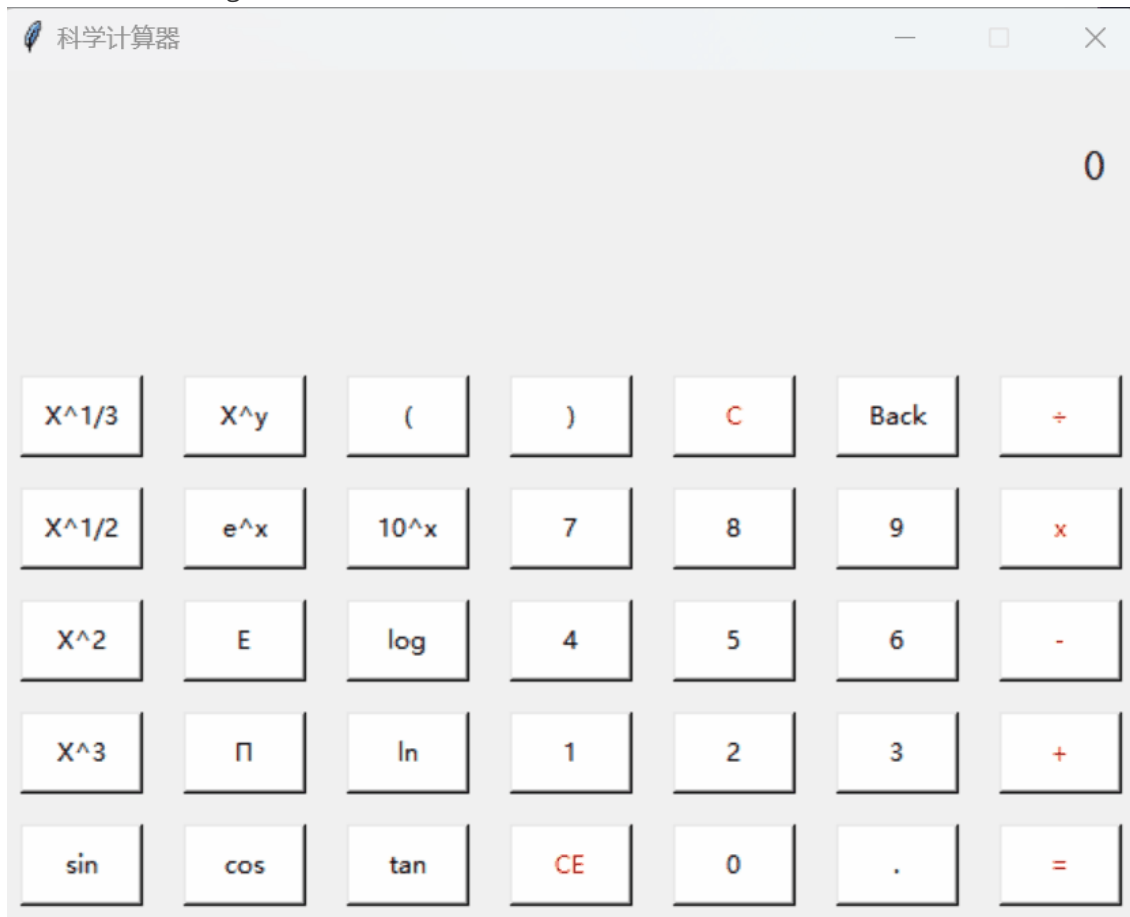 科学计算器
0
X^1/3 X^y ( ) C Back ÷
X^1/2 e^x 10^x 7 8 9 x
X^2 E log 4 5 6 -
X^3 Π ln 1 2 3 +
sin cos tan CE 0 . =